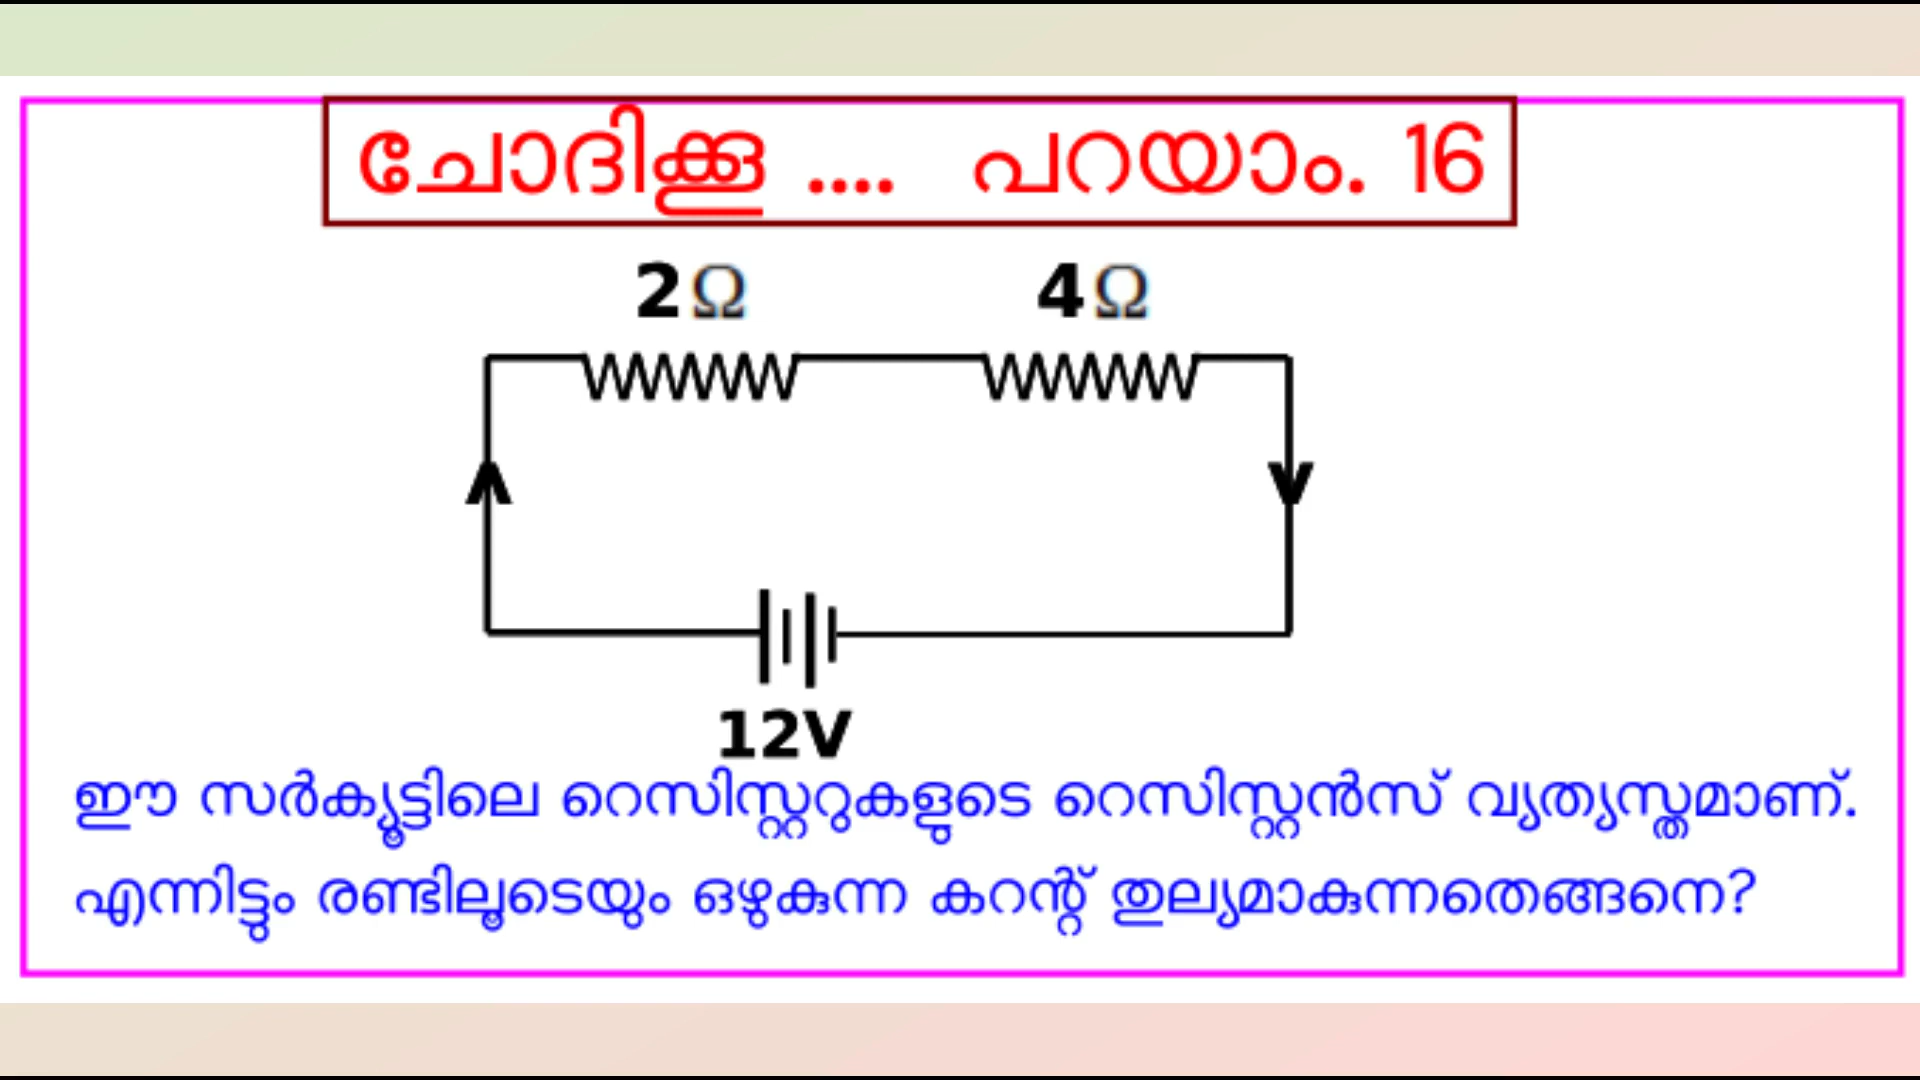 ചോദിക്കൂ .... പറയാം. 16
2Ω 4Ω
12V
ഈ സർക്യൂട്ടിലെ റെസിസ്റ്ററുകളുടെ റെസിസ്റ്റൻസ് വ്യത്യസ്തമാണ്.
എന്നിട്ടും രണ്ടിലൂടെയും ഒഴുകുന്ന കറന്റ് തുല്യമാകുന്നതെങ്ങനെ?